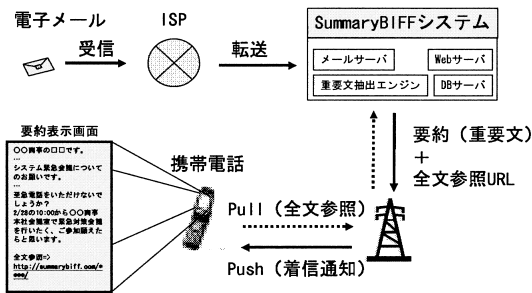 電子メール
ISP
SummaryBIFFシステム
受信
転送
メールサーバ
Webサーバ
重要文抽出エンジン
DBサーバ
要約表示画面
〇〇商事の□□です。
…
システム緊急会議について
のお願いです。
…
至急電話をいただけないで
しょうか?
2/28の10:00から〇〇商事
本社会議室で緊急対策会議
を行いたく、ご参加願えた
らと思います。
全文参照=>
http://summarybiff.com/*
***/
携帯電話
要約(重要文)
+
全文参照URL
Pull(全文参照)
Push(着信通知)